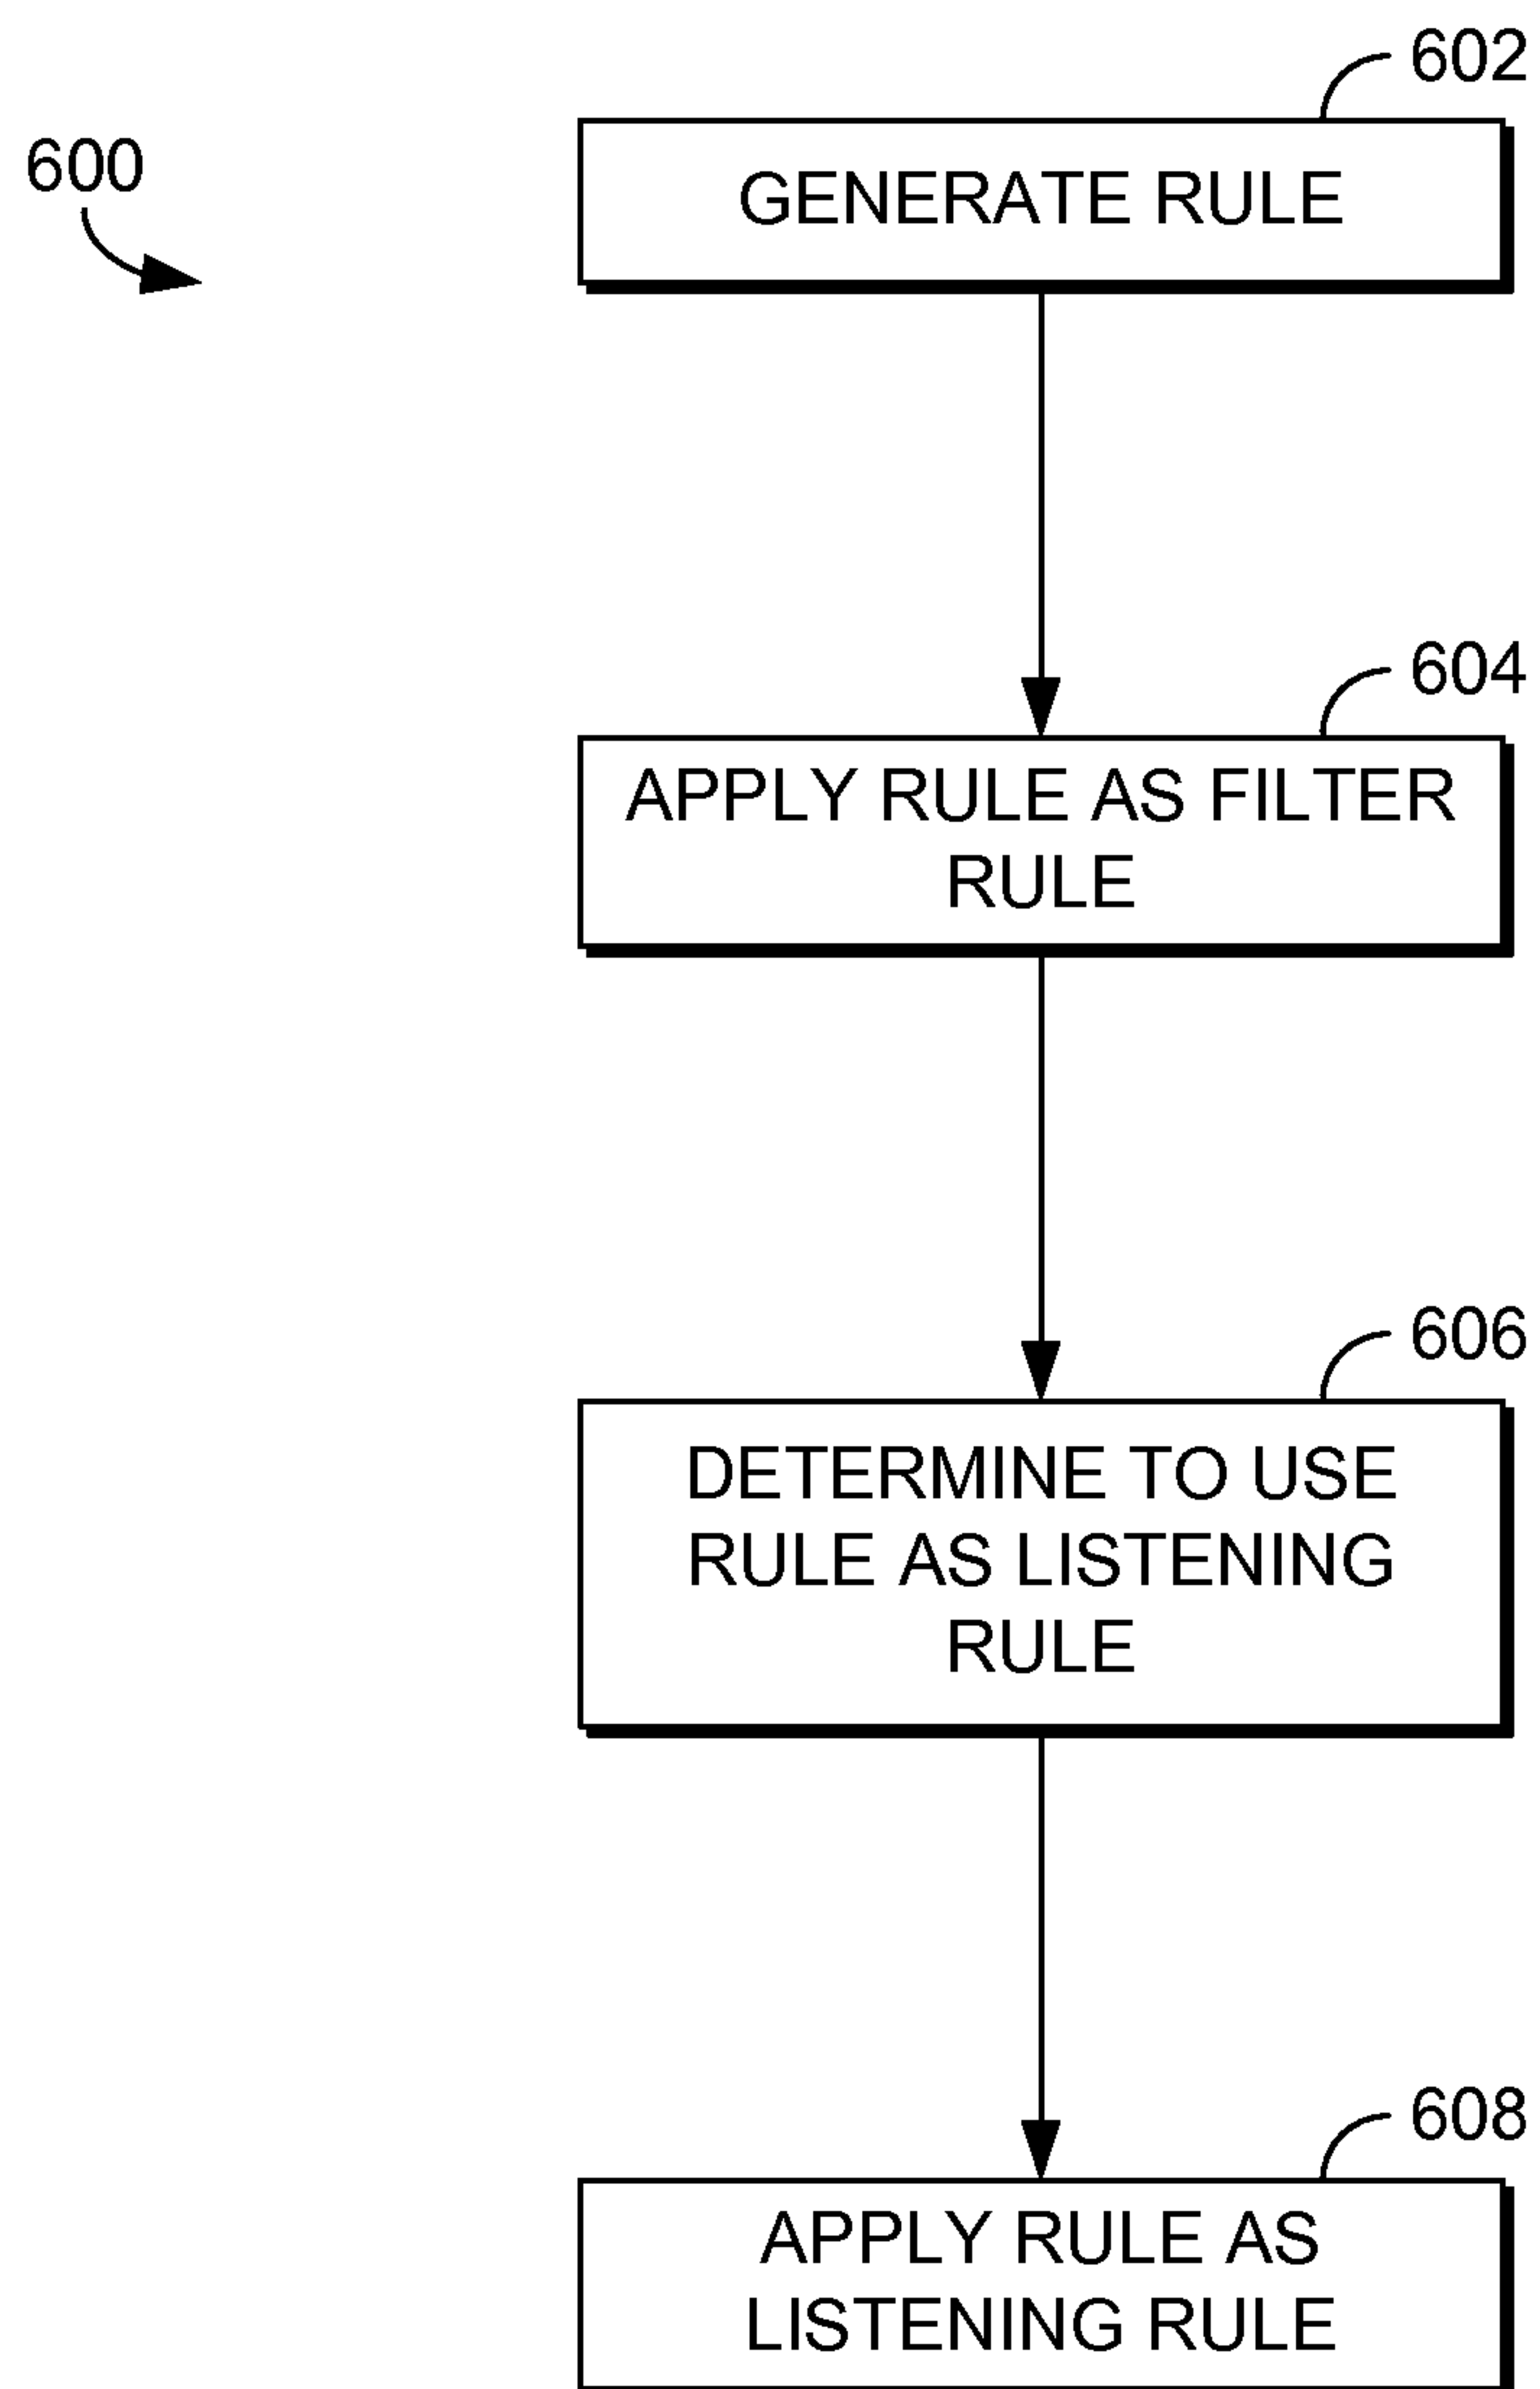 602
600
GENERATE RULE
604
APPLY RULE AS FILTER
RULE
606
DETERMINE TO USE
RULE AS LISTENING
RULE
608
APPLY RULE AS
LISTENING RULE